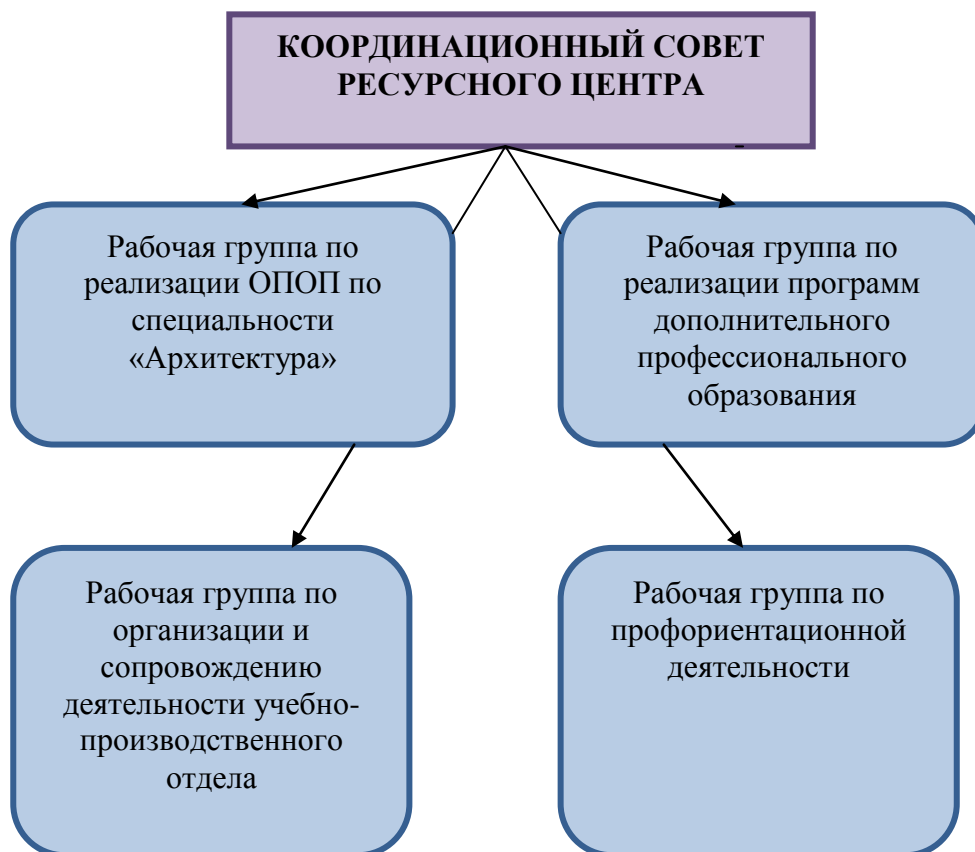 КООРДИНАЦИОННЫЙ СОВЕТ
РЕСУРСНОГО ЦЕНТРА
Рабочая группа по
реализации ОПОП по
специальности
«Архитектура»
Рабочая группа по
реализации программ
дополнительного
профессионального
образования
Рабочая группа по
организации и
сопровождению
деятельности учебно-
производственного
отдела
Рабочая группа по
профориентационной
деятельности